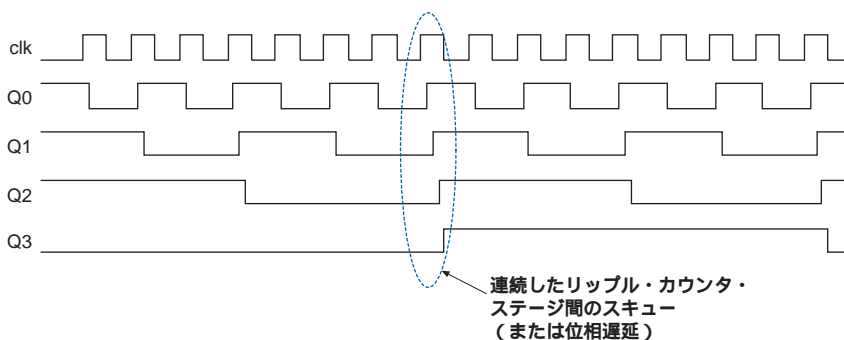 clk
Q0
Q1
Q2
Q3
連続したリップル・カウンタ・
ステージ間のスキュー
(または位相遅延)